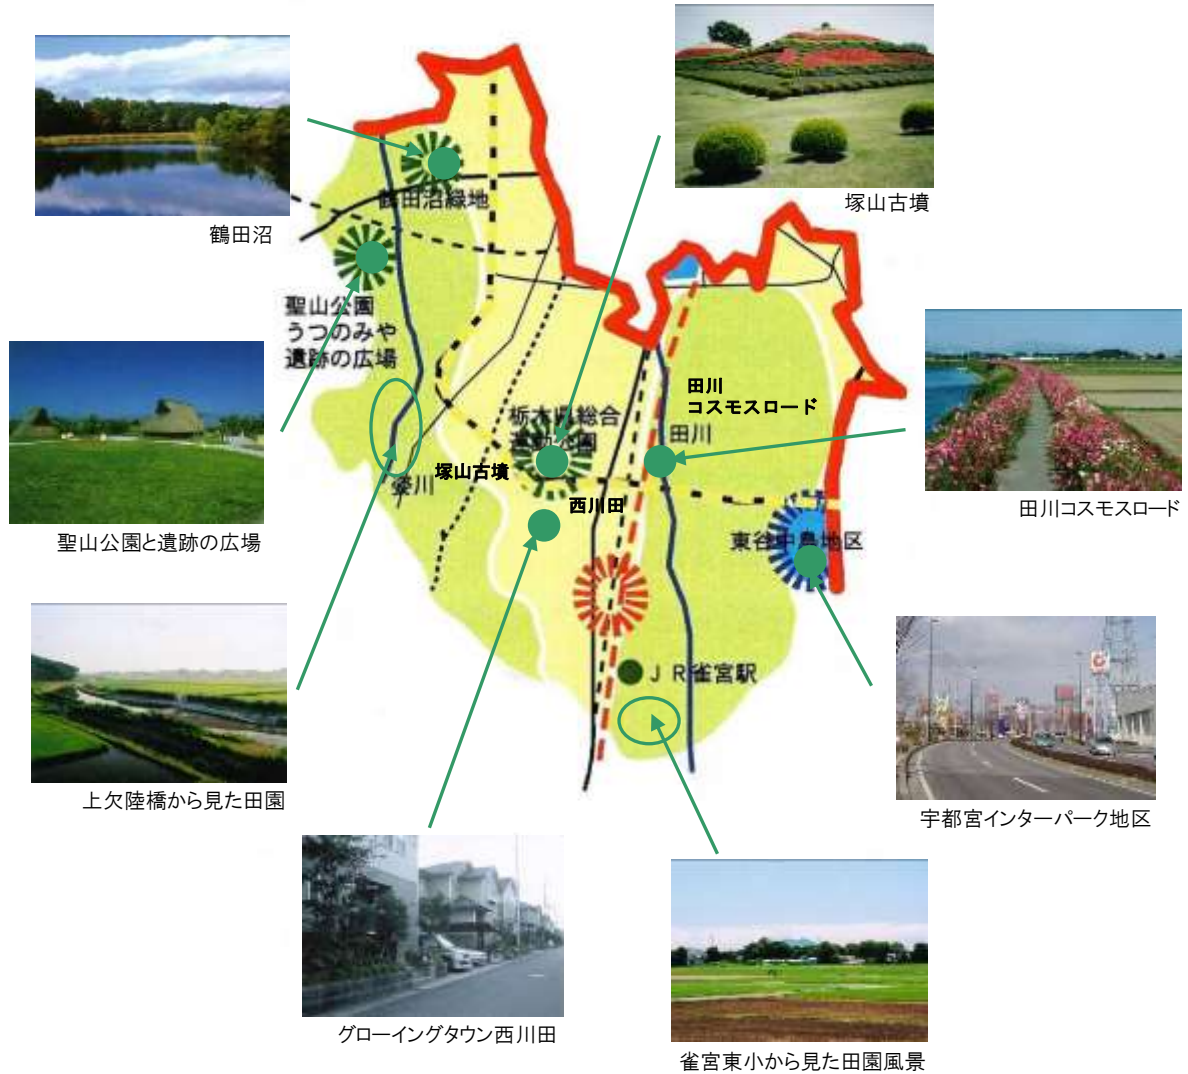 塚山古墳
鶴田沼
鶴田沼緑地
聖山公園
うつのみや
遺跡の広場
田川
コスモスロード
栃木県総合
運動公園
田川
塚山古墳
姿川
西川田
田川コスモスロード
聖山公園と遺跡の広場
東谷中島地区
JR雀宮駅
上欠陸橋から見た田園
宇都宮インターパーク地区
グローイングタウン西川田
雀宮東小から見た田園風景